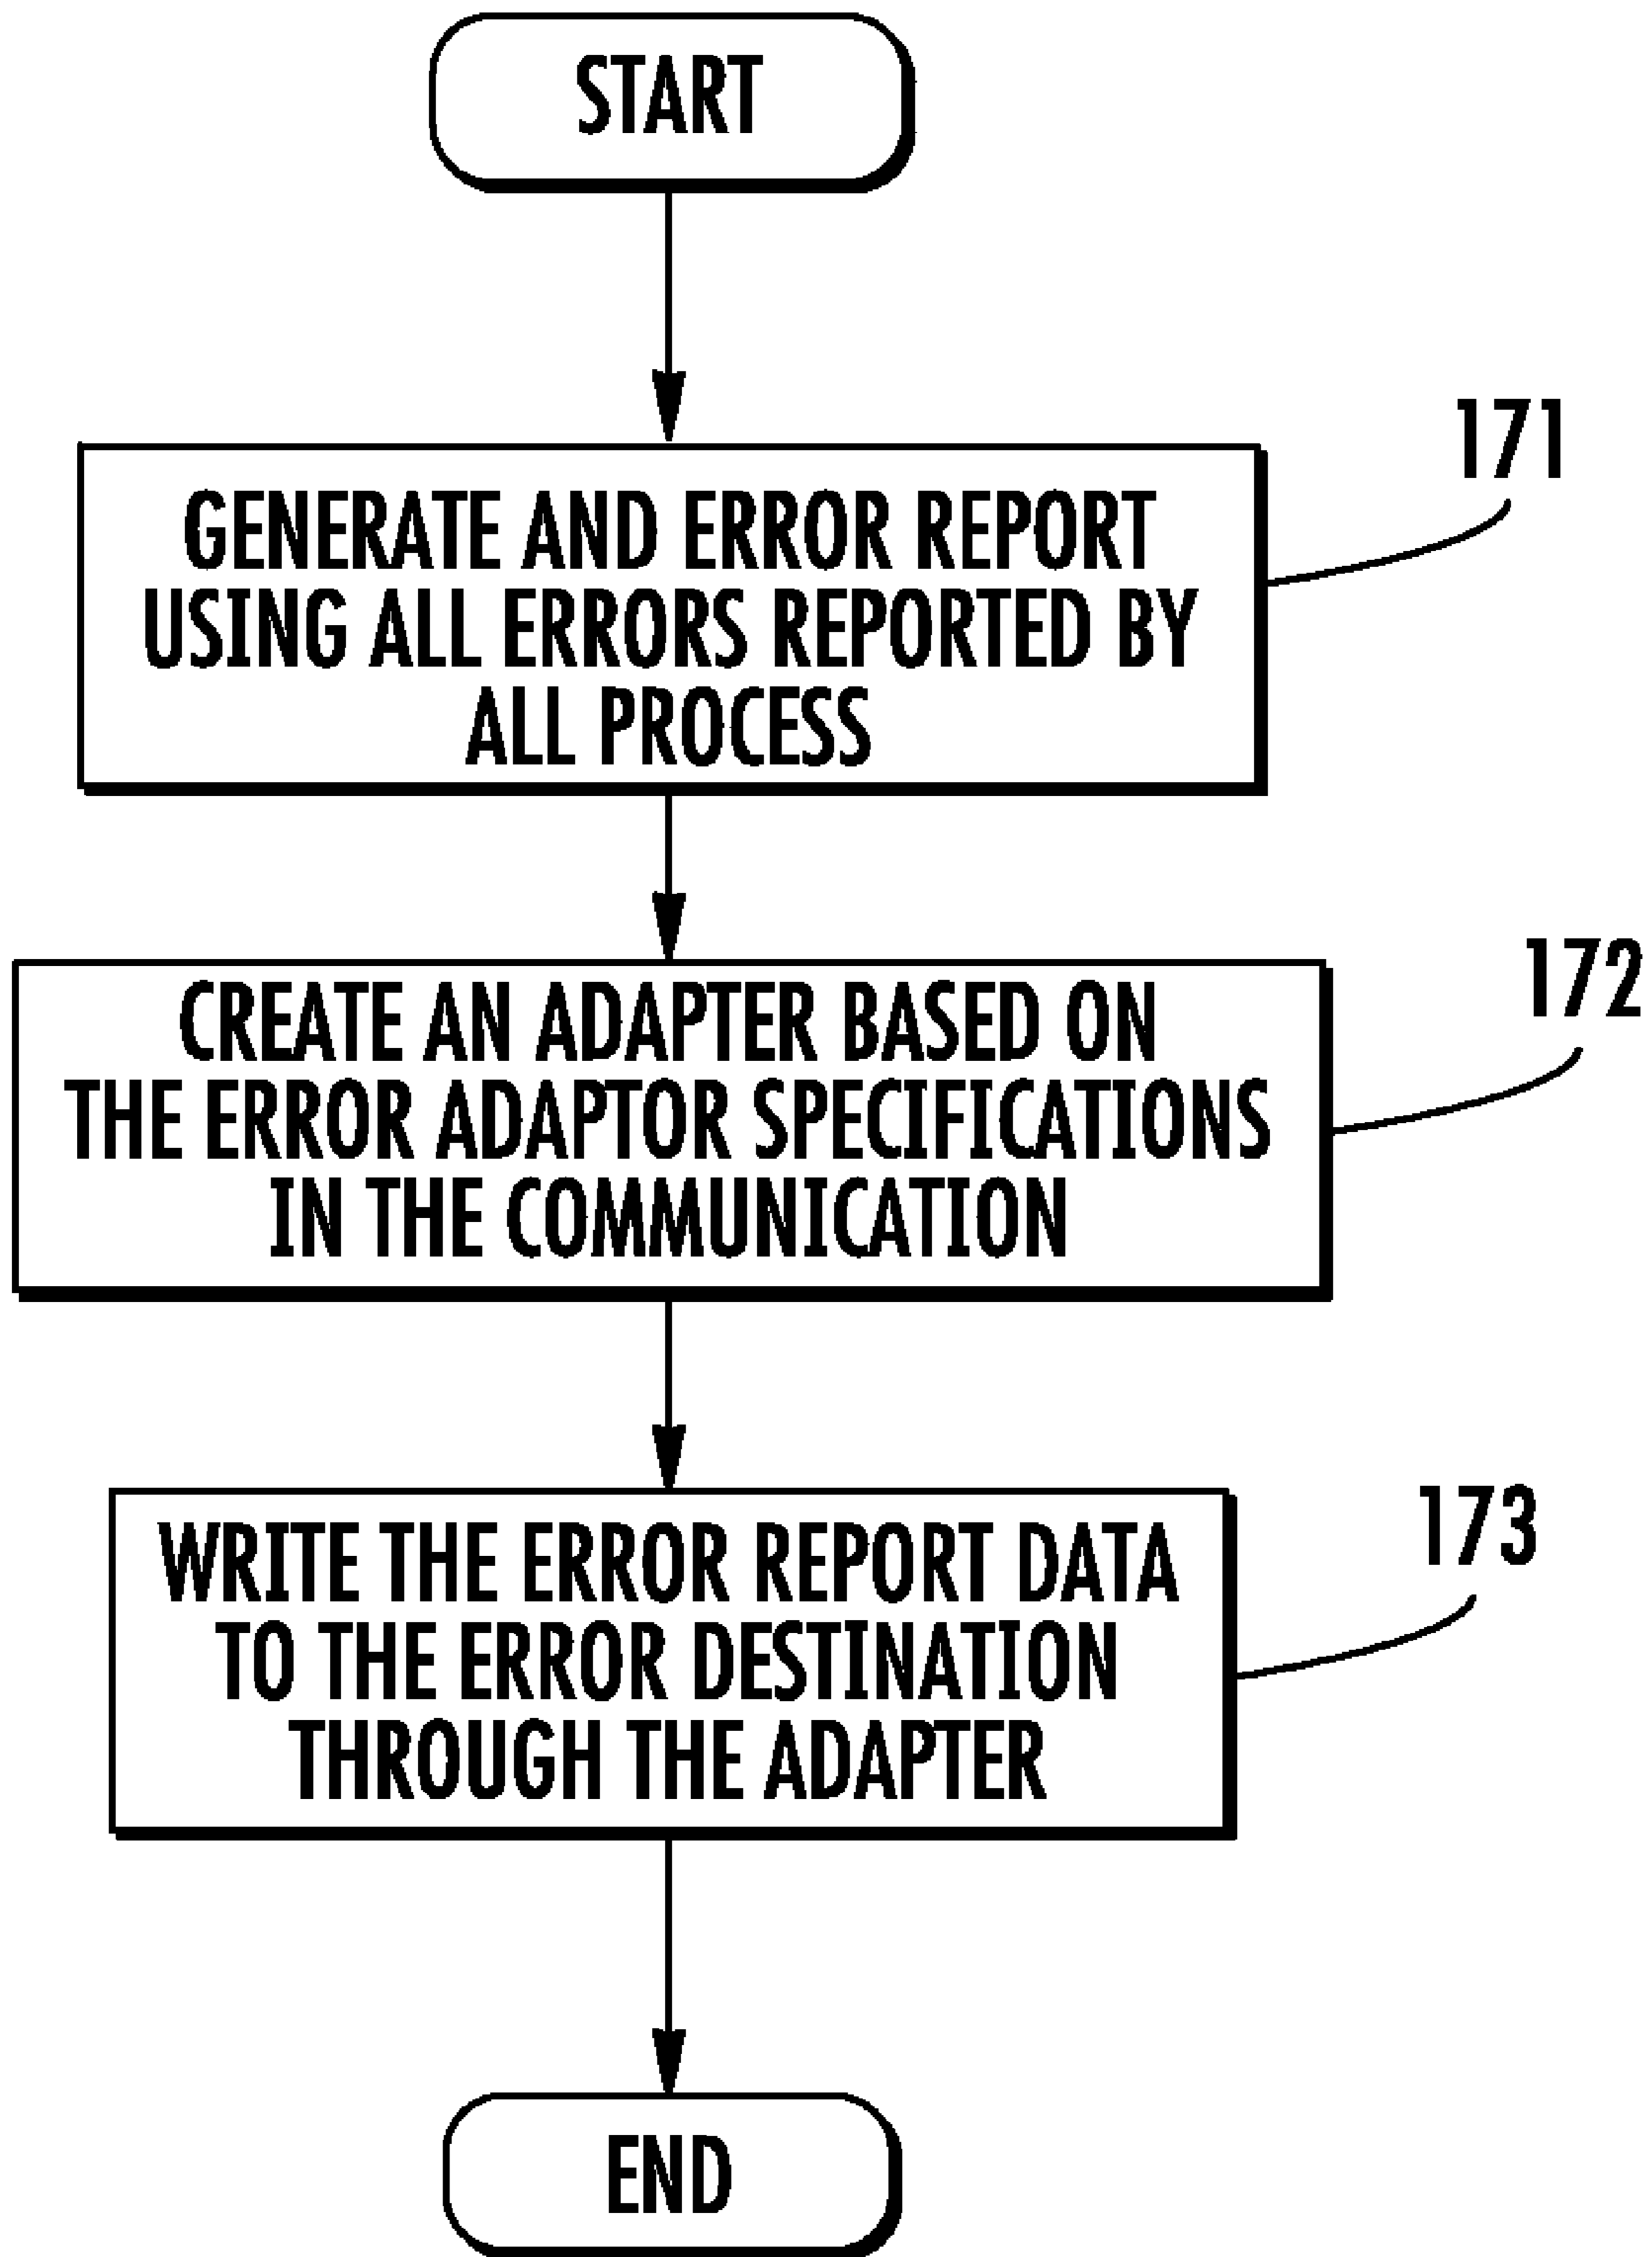 START
171
GENERATE AND ERROR REPORT
USING ALL ERRORS REPORTED BY
ALL PROCESS
172
CREATE AN ADAPTER BASED ON
THE ERROR ADAPTOR SPECIFICATIONS
IN THE COMMUNICATION
173
WRITE THE ERROR REPORT DATA
TO THE ERROR DESTINATION
THROUGH THE ADAPTER
END